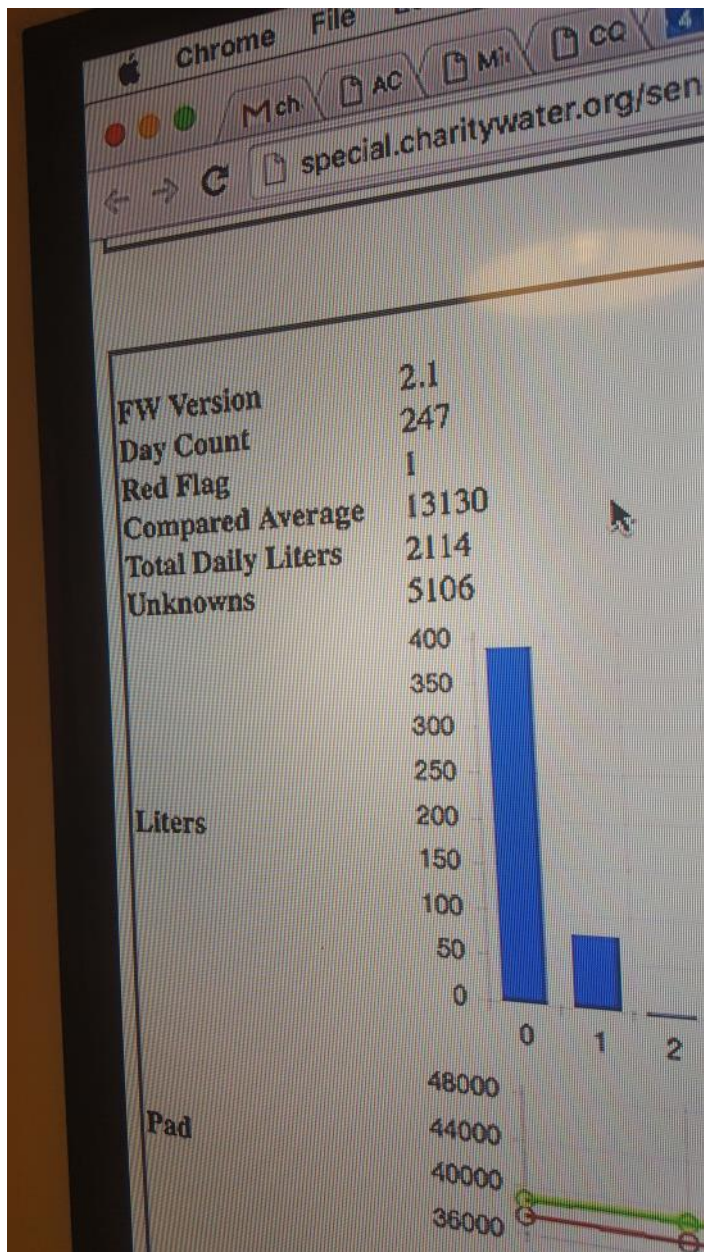 Chrome File
ch AC Mi CQ 4
special.charitywater.org/sen
FW Version 2.1
Day Count 247
Red Flag 1
Compared Average 13130
Total Daily Liters 2114
Unknowns 5106
Liters
400
350
300
250
200
150
100
50
0
0 1 2
Pad
48000
44000
40000
36000